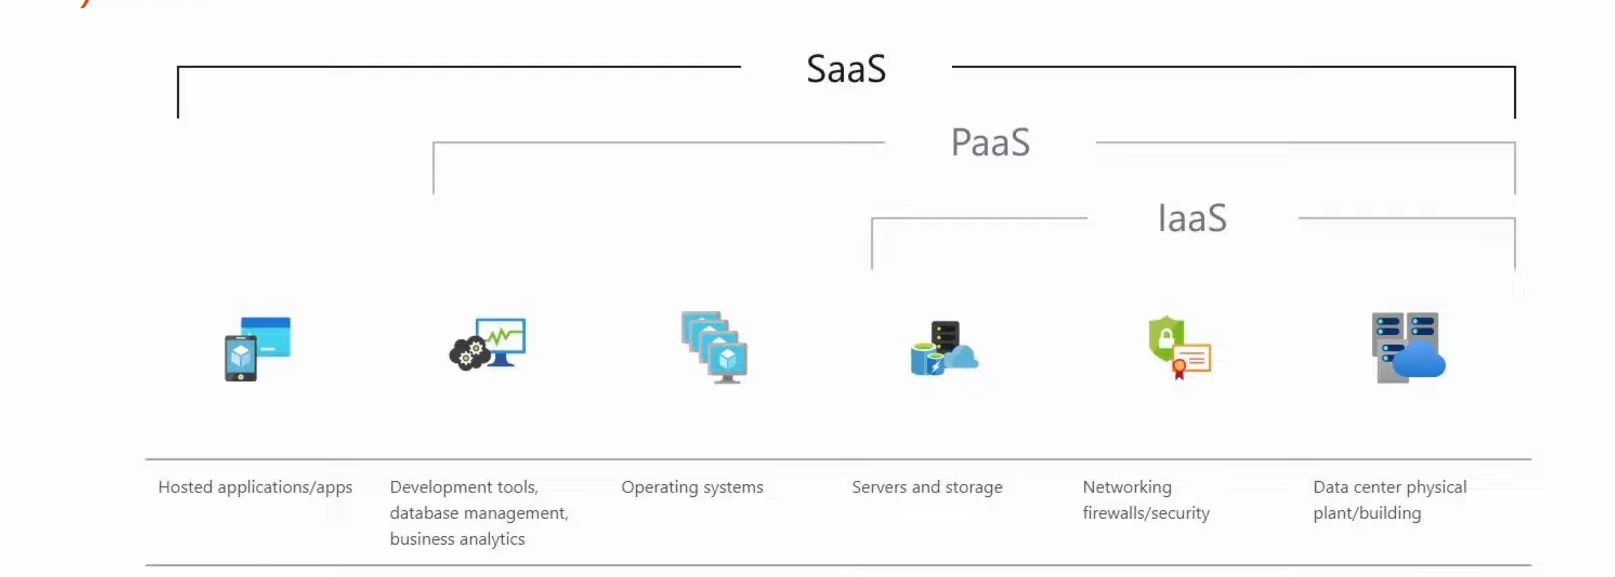 SaaS
PaaS
IaaS
Hosted applications/apps
Development tools,
database management,
business analytics
Operating systems
Servers and storage
Networking
firewalls/security
Data center physical
plant/building